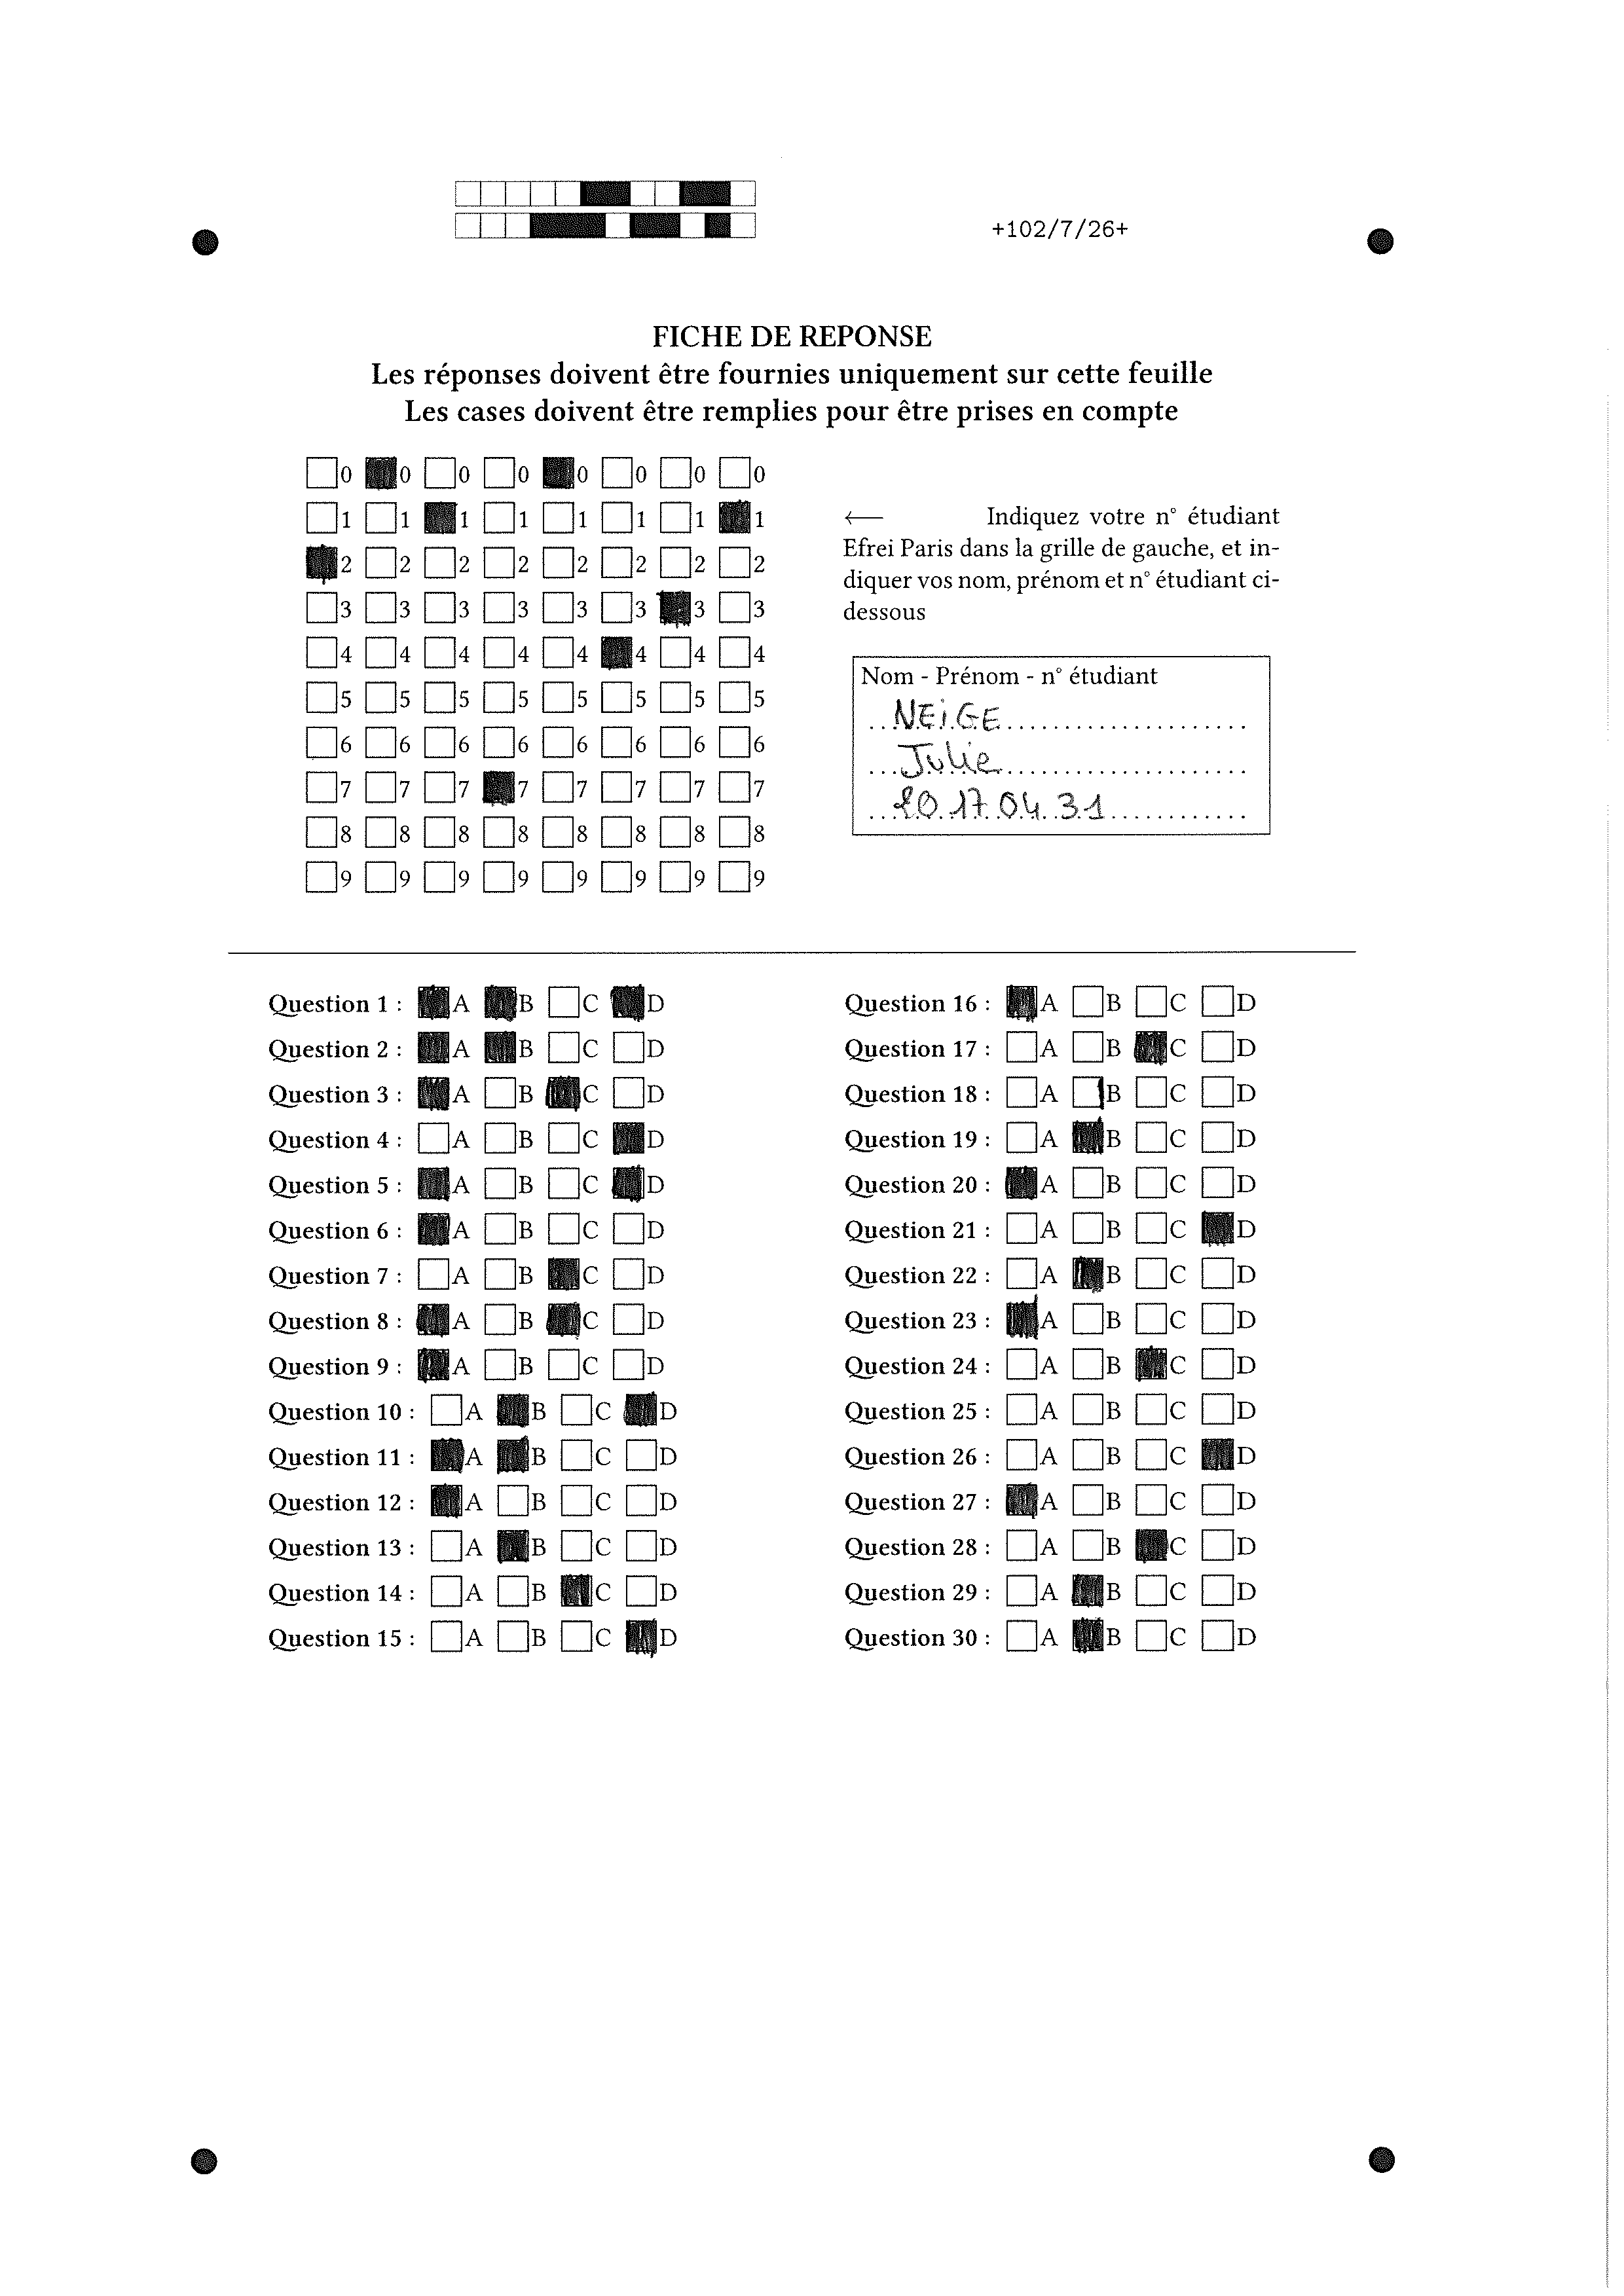 +102/7/26+
FICHE DE REPONSE
Les réponses doivent être fournies uniquement sur cette feuille
Les cases doivent être remplies pour être prises en compte
0 0 0 0 0 0 0 0
1 1 1 1 1 1 1 1
2 2 2 2 2 2 2 2
3 3 3 3 3 3 3 3
4 4 4 4 4 4 4 4
5 5 5 5 5 5 5 5
6 6 6 6 6 6 6 6
7 7 7 7 7 7 7 7
8 8 8 8 8 8 8 8
9 9 9 9 9 9 9 9
← Indiquez votre n° étudiant
Efrei Paris dans la grille de gauche, et in-
diquer vos nom, prénom et n° étudiant ci-
dessous
Nom - Prénom - n° étudiant
NEIGE
Julie
20170431
Question 1 : A B C D
Question 2 : A B C D
Question 3 : A B C D
Question 4 : A B C D
Question 5 : A B C D
Question 6 : A B C D
Question 7 : A B C D
Question 8 : A B C D
Question 9 : A B C D
Question 10 : A B C D
Question 11 : A B C D
Question 12 : A B C D
Question 13 : A B C D
Question 14 : A B C D
Question 15 : A B C D
Question 16 : A B C D
Question 17 : A B C D
Question 18 : A B C D
Question 19 : A B C D
Question 20 : A B C D
Question 21 : A B C D
Question 22 : A B C D
Question 23 : A B C D
Question 24 : A B C D
Question 25 : A B C D
Question 26 : A B C D
Question 27 : A B C D
Question 28 : A B C D
Question 29 : A B C D
Question 30 : A B C D